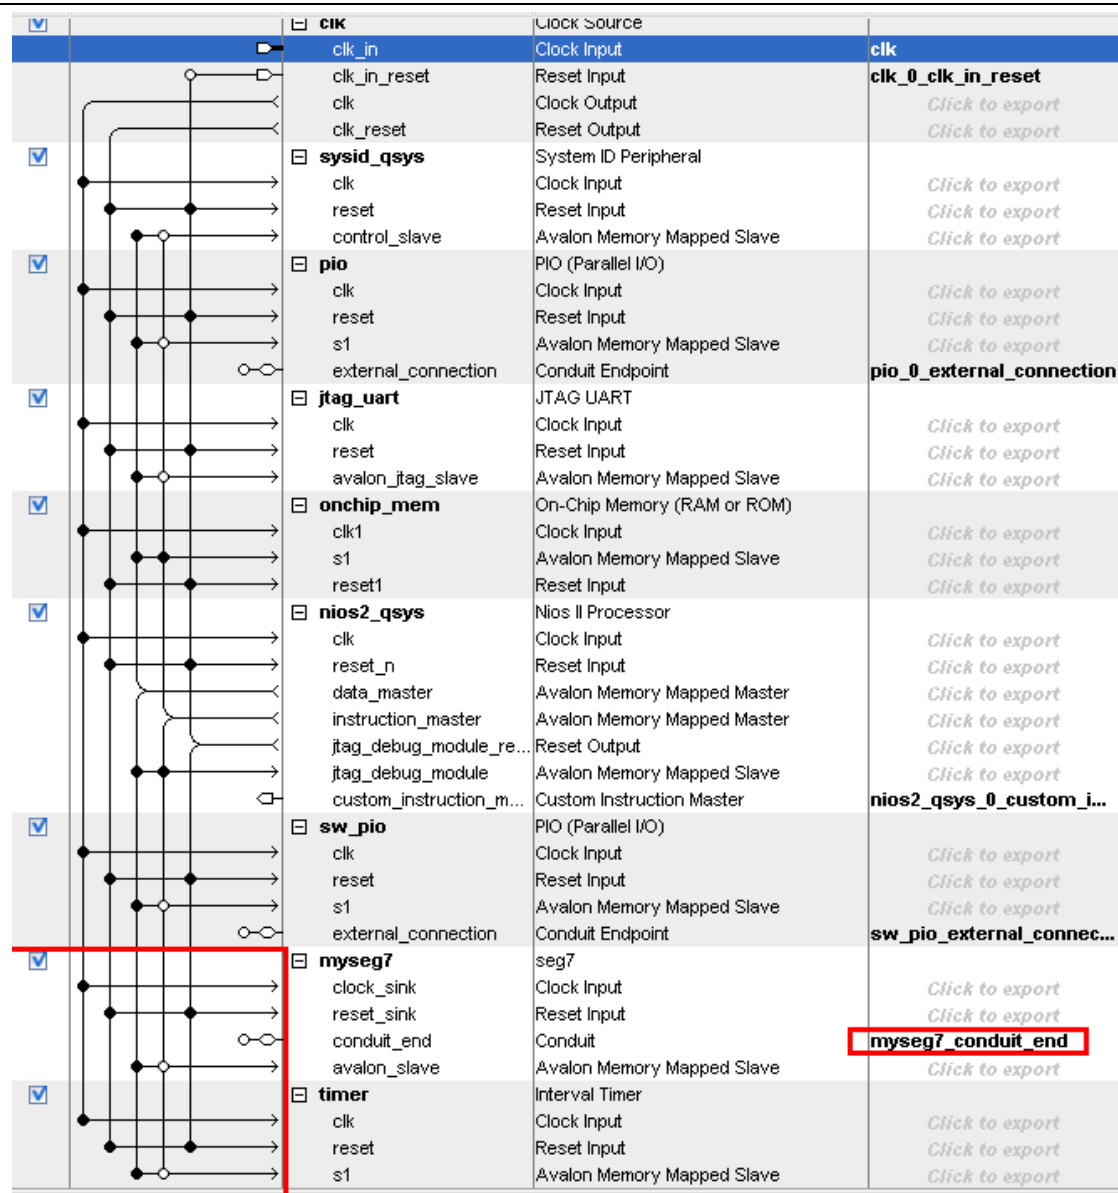 clk Clock Source
clk_in Clock Input clk
clk_in_reset Reset Input clk_0_clk_in_reset
clk Clock Output Click to export
clk_reset Reset Output Click to export
sysid_qsys System ID Peripheral
clk Clock Input Click to export
reset Reset Input Click to export
control_slave Avalon Memory Mapped Slave Click to export
pio PIO (Parallel I/O)
clk Clock Input Click to export
reset Reset Input Click to export
s1 Avalon Memory Mapped Slave Click to export
external_connection Conduit Endpoint pio_0_external_connection
jtag_uart JTAG UART
clk Clock Input Click to export
reset Reset Input Click to export
avalon_jtag_slave Avalon Memory Mapped Slave Click to export
onchip_mem On-Chip Memory (RAM or ROM)
clk1 Clock Input Click to export
s1 Avalon Memory Mapped Slave Click to export
reset1 Reset Input Click to export
nios2_qsys Nios II Processor
clk Clock Input Click to export
reset_n Reset Input Click to export
data_master Avalon Memory Mapped Master Click to export
instruction_master Avalon Memory Mapped Master Click to export
jtag_debug_module_re... Reset Output Click to export
jtag_debug_module Avalon Memory Mapped Slave Click to export
custom_instruction_m... Custom Instruction Master nios2_qsys_0_custom_i...
sw_pio PIO (Parallel I/O)
clk Clock Input Click to export
reset Reset Input Click to export
s1 Avalon Memory Mapped Slave Click to export
external_connection Conduit Endpoint sw_pio_external_connec...
myseg7 seg7
clock_sink Clock Input Click to export
reset_sink Reset Input Click to export
conduit_end Conduit myseg7_conduit_end
avalon_slave Avalon Memory Mapped Slave Click to export
timer Interval Timer
clk Clock Input Click to export
reset Reset Input Click to export
s1 Avalon Memory Mapped Slave Click to export